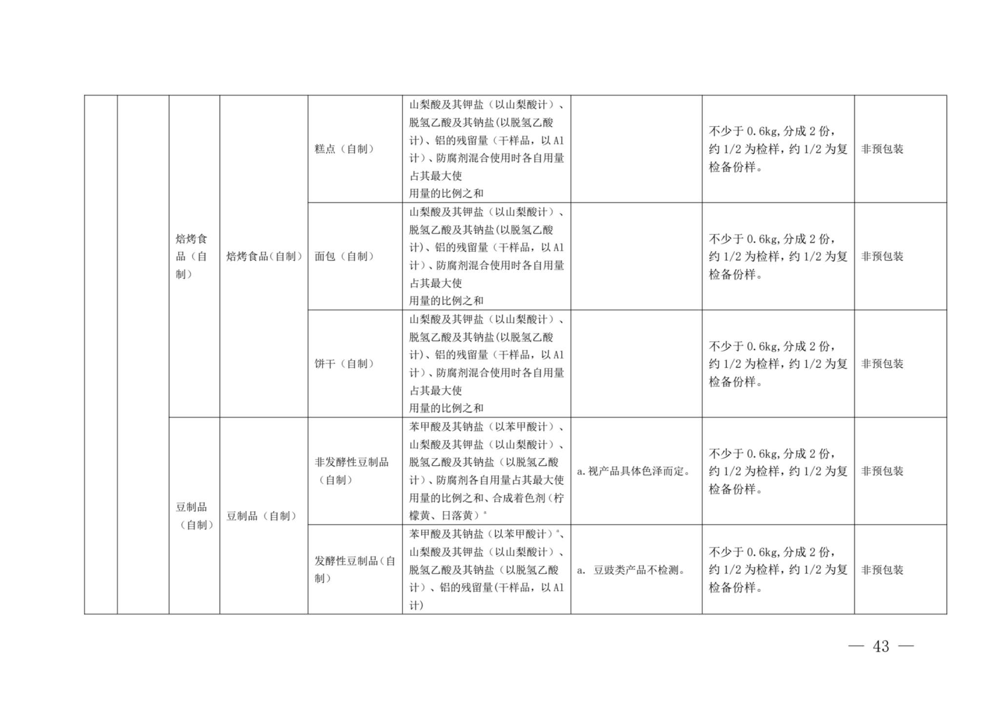 焙烤食
品（自
制）
焙烤食品（自制）
糕点（自制）
山梨酸及其钾盐（以山梨酸计）、
脱氢乙酸及其钠盐(以脱氢乙酸
计)、铝的残留量（干样品，以 Al
计）、防腐剂混合使用时各自用量
占其最大使
用量的比例之和
不少于 0.6kg,分成 2 份，
约 1/2 为检样，约 1/2 为复
检备份样。
非预包装
面包（自制）
山梨酸及其钾盐（以山梨酸计）、
脱氢乙酸及其钠盐(以脱氢乙酸
计)、铝的残留量（干样品，以 Al
计）、防腐剂混合使用时各自用量
占其最大使
用量的比例之和
不少于 0.6kg,分成 2 份，
约 1/2 为检样，约 1/2 为复
检备份样。
非预包装
饼干（自制）
山梨酸及其钾盐（以山梨酸计）、
脱氢乙酸及其钠盐(以脱氢乙酸
计)、铝的残留量（干样品，以 Al
计）、防腐剂混合使用时各自用量
占其最大使
用量的比例之和
不少于 0.6kg,分成 2 份，
约 1/2 为检样，约 1/2 为复
检备份样。
非预包装
豆制品
（自制）
豆制品（自制）
非发酵性豆制品
（自制）
苯甲酸及其钠盐（以苯甲酸计）、
山梨酸及其钾盐（以山梨酸计）、
脱氢乙酸及其钠盐（以脱氢乙酸
计）、防腐剂各自用量占其最大使
用量的比例之和、合成着色剂（柠
檬黄、日落黄）ᵃ
a.视产品具体色泽而定。
不少于 0.6kg,分成 2 份，
约 1/2 为检样，约 1/2 为复
检备份样。
非预包装
发酵性豆制品（自
制）
苯甲酸及其钠盐（以苯甲酸计）ᵃ、
山梨酸及其钾盐（以山梨酸计）、
脱氢乙酸及其钠盐（以脱氢乙酸
计）、铝的残留量(干样品，以 Al
计)
a. 豆豉类产品不检测。
不少于 0.6kg,分成 2 份，
约 1/2 为检样，约 1/2 为复
检备份样。
非预包装
— 43 —